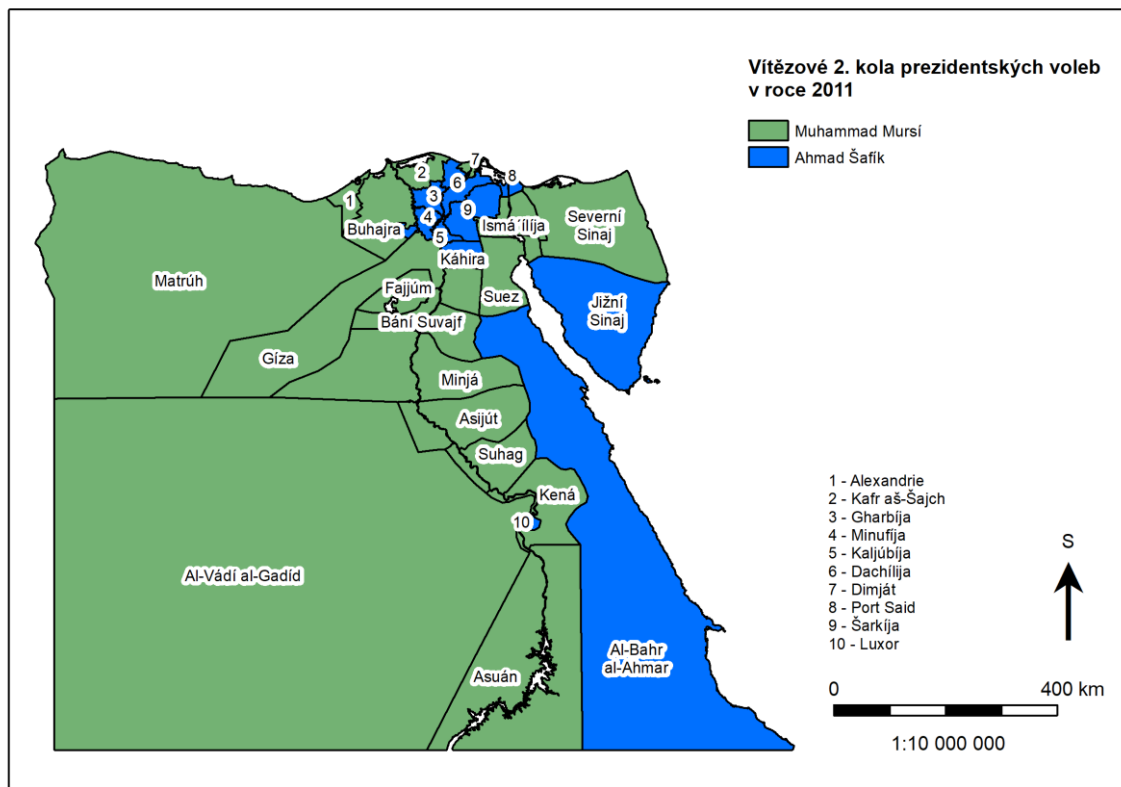 Vítězové 2. kola prezidentských voleb
v roce 2011
Muhammad Mursí
Ahmad Šafík
7
2
8
6
1
3
9
4
Ismá´ílíja
Severní
Sinaj
Buhajra
5
Káhira
Matrúh
Fajjúm
Suez
Jižní
Sinaj
Bání Suvajf
Gíza
Minjá
Asijút
Suhag
Kená
10
Al-Vádí al-Gadíd
Al-Bahr
al-Ahmar
Asuán
1 - Alexandrie
2 - Kafr aš-Šajch
3 - Gharbíja
4 - Minufíja
5 - Kaljúbíja
6 - Dachílija
7 - Dimját
8 - Port Said
9 - Šarkíja
10 - Luxor
S
0 400 km
1:10 000 000